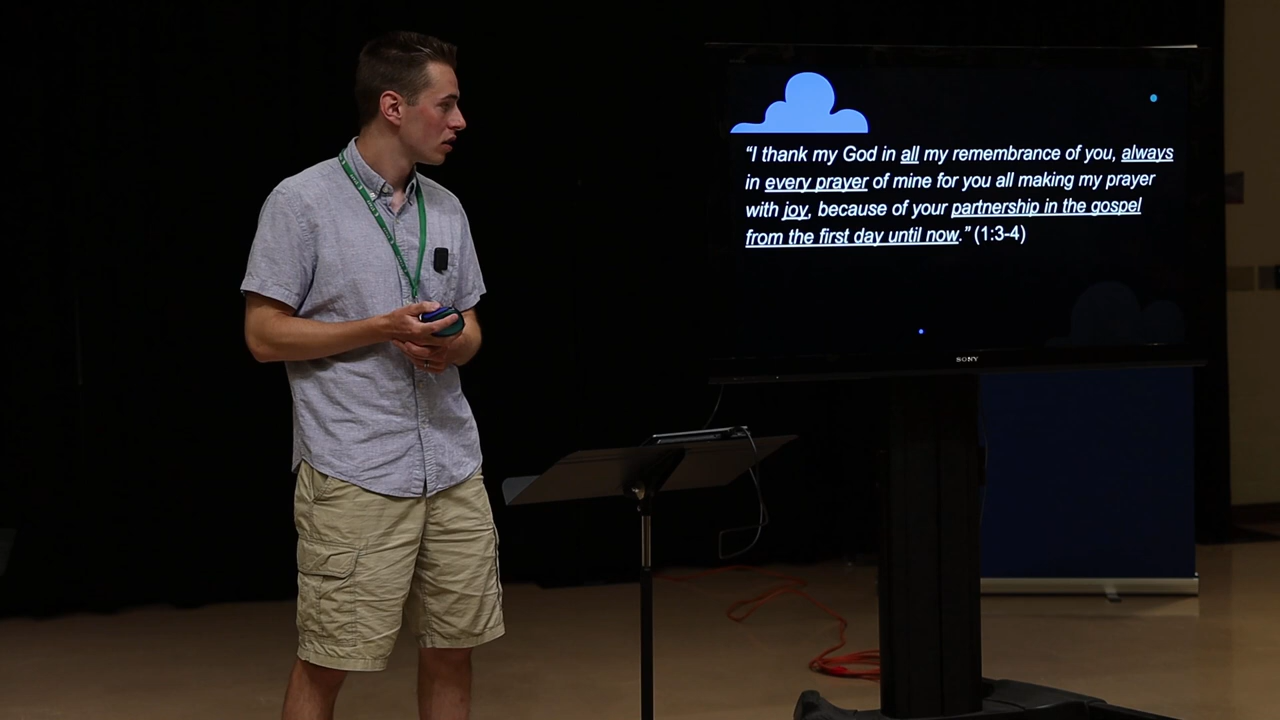 “I thank my God in all my remembrance of you, always
in every prayer of mine for you all making my prayer
with joy, because of your partnership in the gospel
from the first day until now.” (1:3-4)
SONY